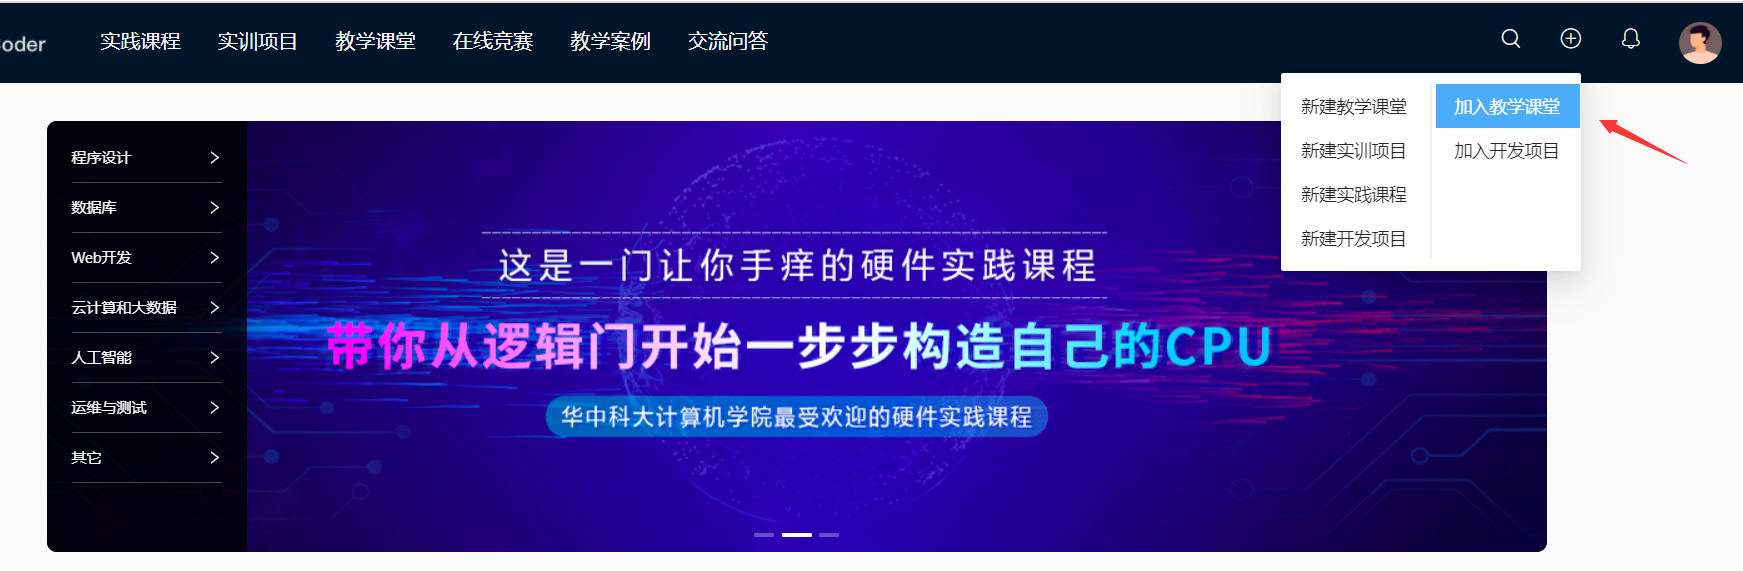 oder 实践课程 实训项目 教学课堂 在线竞赛 教学案例 交流问答
新建教学课堂 加入教学课堂
新建实训项目 加入开发项目
新建实践课程
新建开发项目
程序设计
数据库
Web开发
云计算和大数据
人工智能
运维与测试
其它
这是一门让你手痒的硬件实践课程
带你从逻辑门开始一步步构造自己的CPU
华中科大计算机学院最受欢迎的硬件实践课程